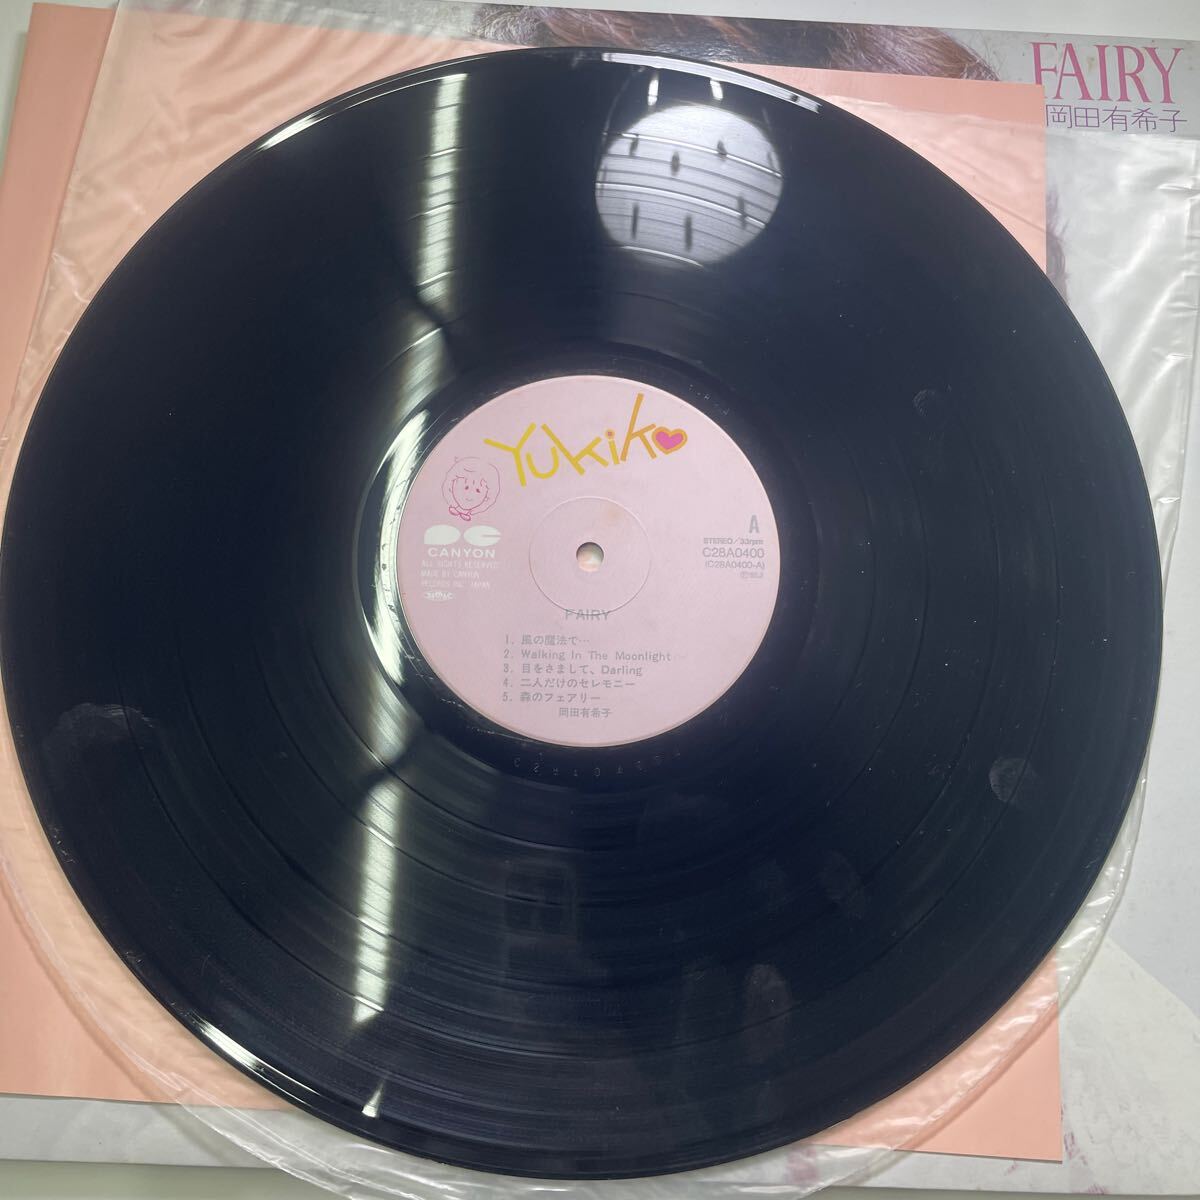 FAIRY
岡田有希子
Yukiko
A
STEREO/33rpm
C28A0400
(C28A0400-A)
CANYON
ALL RIGHTS RESERVED
MADE BY CANYON
RECORDS INC. JAPAN
FAIRY
1. 風の魔法で…
2. Walking In The Moonlight
3. 目をさまして、Darling
4. 二人だけのセレモニー
5. 森のフェアリー
岡田有希子